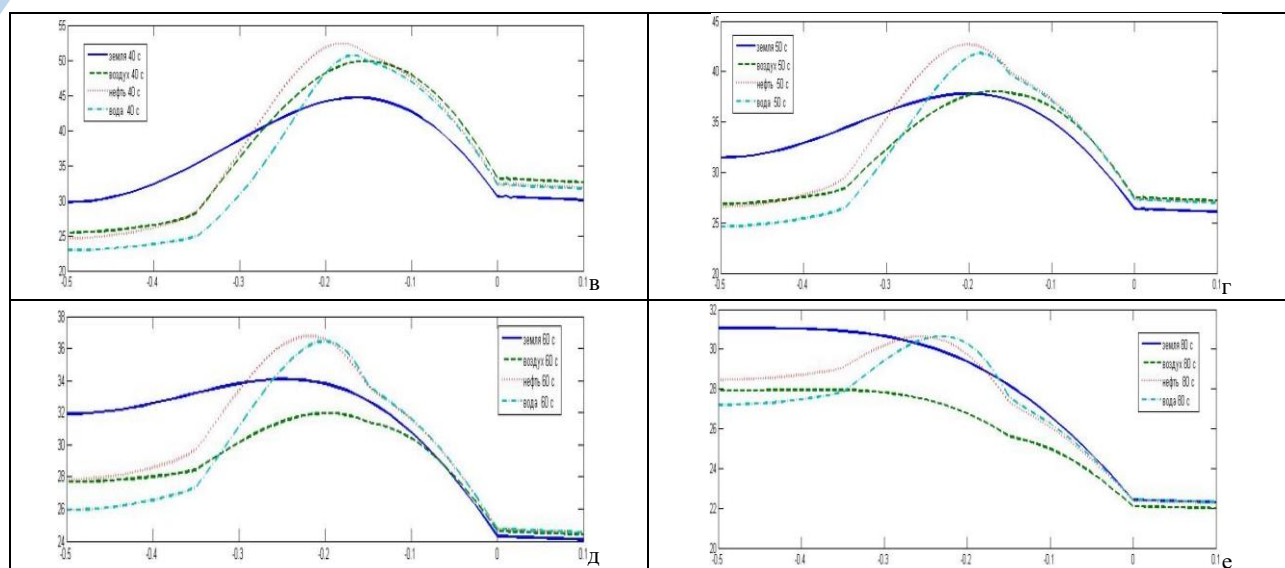 55
50
45
40
35
30
25
20
-0.5
-0.4
-0.3
-0.2
-0.1
0
0.1
земля 40 с
воздух 40 с
нефть 40 с
вода 40 с
в
45
40
35
30
25
20
-0.5
-0.4
-0.3
-0.2
-0.1
0
0.1
земля 50 с
воздух 50 с
нефть 50 с
вода 50 с
г
38
36
34
32
30
28
26
24
-0.5
-0.4
-0.3
-0.2
-0.1
0
0.1
земля 60 с
воздух 60 с
нефть 60 с
вода 60 с
д
32
30
28
26
24
22
20
-0.5
-0.4
-0.3
-0.2
-0.1
0
0.1
земля 80 с
воздух 80 с
нефть 80 с
вода 80 с
е